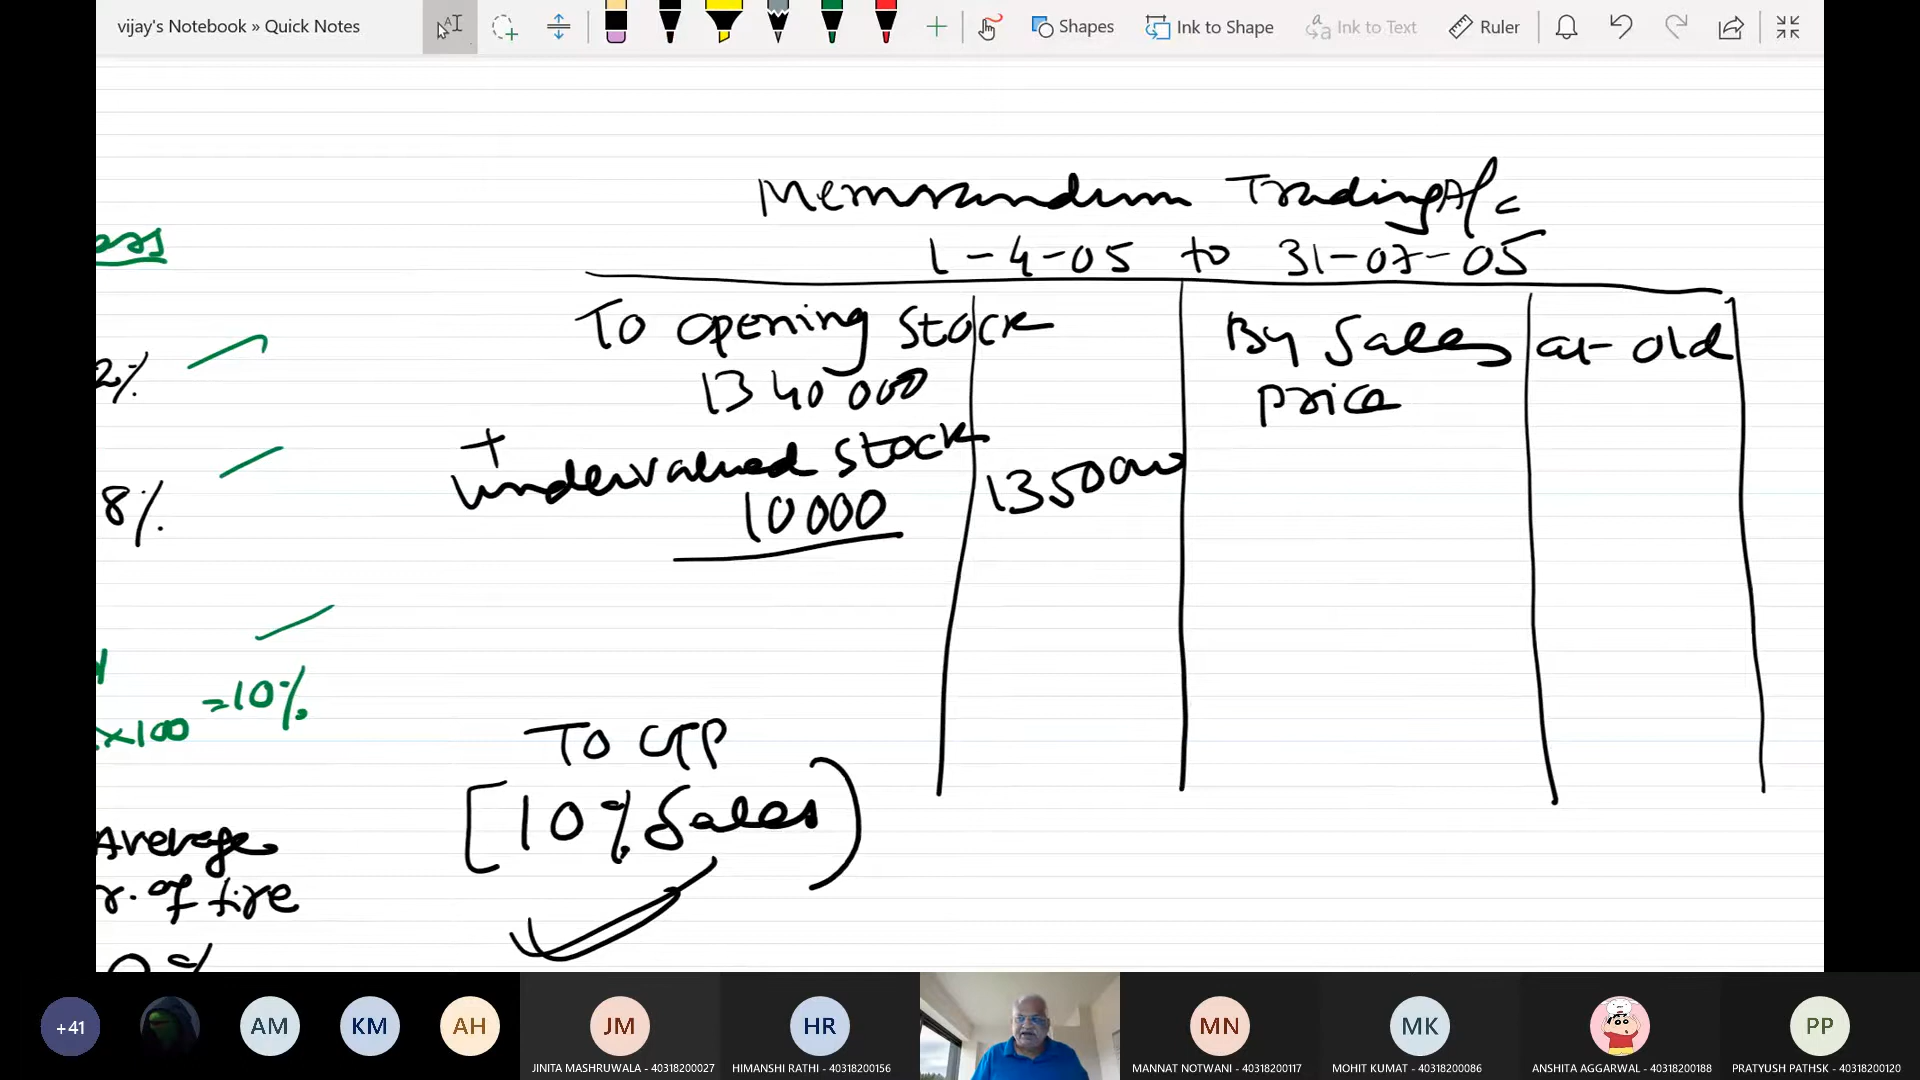 vijay's Notebook » Quick Notes
Shapes
Ink to Shape
Ink to Text
Ruler
Memorandum Trading A/c
1-4-05 to 31-07-05
To opening stock
1340000
+
undervalued stock
10000
1350000
By Sales at old
price
To GP
[10% Sales)
2%
8%
x100 =10%
Average
r. of fire
+41
AM
KM
AH
JM
JINITA MASHRUWALA - 40318200027
HR
HIMANSHI RATHI - 40318200156
MN
MANNAT NOTWANI - 40318200117
MK
MOHIT KUMAT - 40318200086
ANSHITA AGGARWAL - 40318200188
PP
PRATYUSH PATHSK - 40318200120